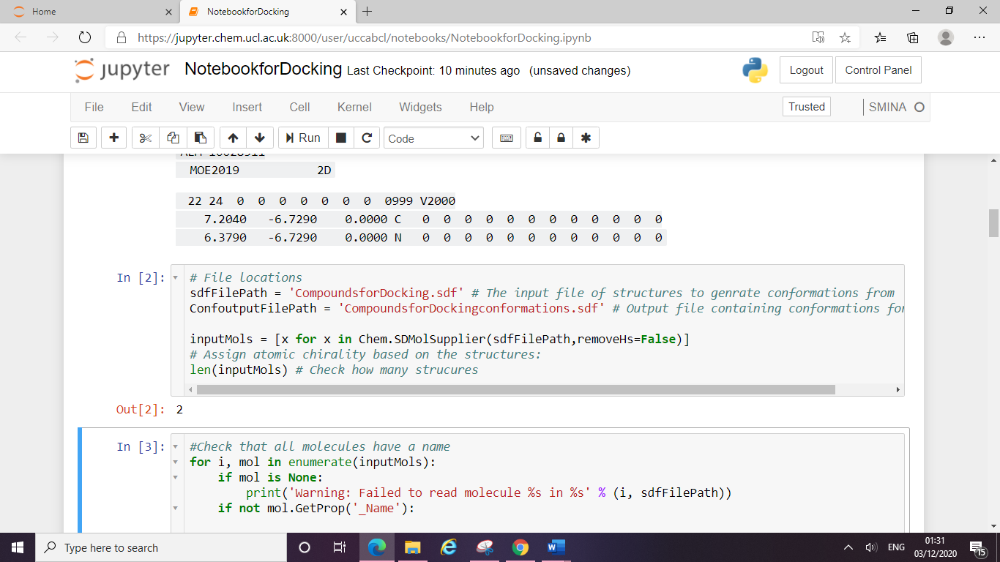 Home
NotebookforDocking
https://jupyter.chem.ucl.ac.uk:8000/user/uccabcl/notebooks/NotebookforDocking.ipynb
jupyter NotebookforDocking Last Checkpoint: 10 minutes ago (unsaved changes)
Logout Control Panel
File Edit View Insert Cell Kernel Widgets Help
Trusted SMINA
Run Code
MOE2019 2D
22 24 0 0 0 0 0 0 0 0999 V2000
7.2040 -6.7290 0.0000 C 0 0 0 0 0 0 0 0 0 0 0 0
6.3790 -6.7290 0.0000 N 0 0 0 0 0 0 0 0 0 0 0 0
In [2]: # File locations
sdfFilePath = 'CompoundsforDocking.sdf' # The input file of structures to genrate conformations from
ConfoutputFilePath = 'CompoundsforDockingconformations.sdf' # Output file containing conformations for
inputMols = [x for x in Chem.SDMolSupplier(sdfFilePath,removeHs=False)]
# Assign atomic chirality based on the structures:
len(inputMols) # Check how many strucures
Out[2]: 2
In [3]: #Check that all molecules have a name
for i, mol in enumerate(inputMols):
if mol is None:
print('Warning: Failed to read molecule %s in %s' % (i, sdfFilePath))
if not mol.GetProp('_Name'):
Type here to search
ENG
01:31
03/12/2020
15